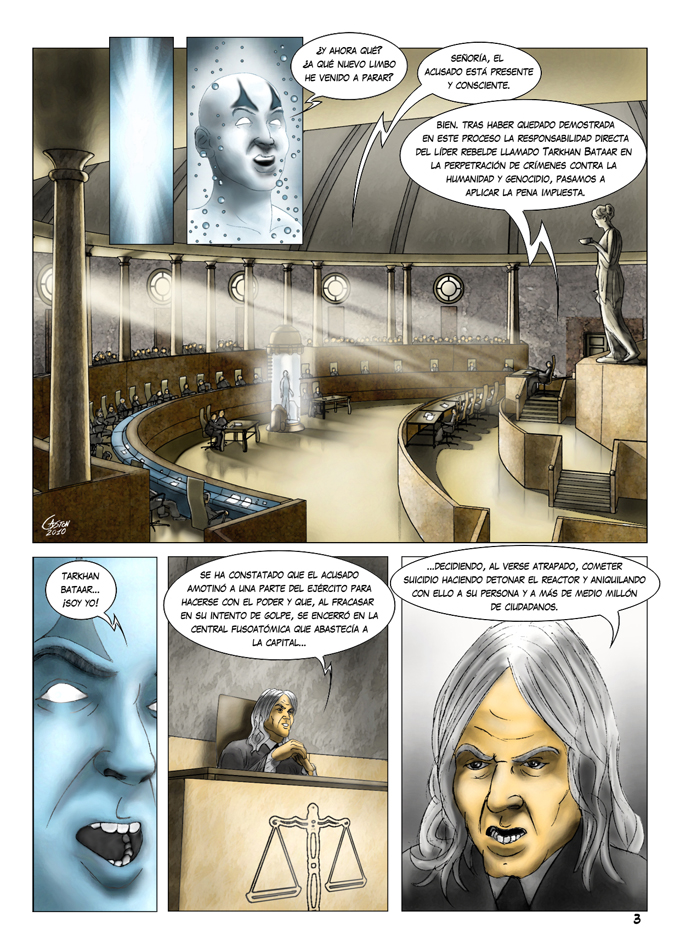 ¿Y AHORA QUÉ?
¿A QUÉ NUEVO LIMBO
HE VENIDO A PARAR?
SEÑORÍA, EL
ACUSADO ESTÁ PRESENTE
Y CONSCIENTE.
BIEN. TRAS HABER QUEDADO DEMOSTRADA
EN ESTE PROCESO LA RESPONSABILIDAD DIRECTA
DEL LÍDER REBELDE LLAMADO TARKHAN BATAAR EN
LA PERPETRACIÓN DE CRÍMENES CONTRA LA
HUMANIDAD Y GENOCIDIO, PASAMOS A
APLICAR LA PENA IMPUESTA.
GASTON
2010
TARKHAN
BATAAR...
¡SOY YO!
SE HA CONSTATADO QUE EL ACUSADO
AMOTINÓ A UNA PARTE DEL EJÉRCITO PARA
HACERSE CON EL PODER Y QUE, AL FRACASAR
EN SU INTENTO DE GOLPE, SE ENCERRÓ EN LA
CENTRAL FUSOATÓMICA QUE ABASTECÍA A
LA CAPITAL...
...DECIDIENDO, AL VERSE ATRAPADO, COMETER
SUICIDIO HACIENDO DETONAR EL REACTOR Y ANIQUILANDO
CON ELLO A SU PERSONA Y A MÁS DE MEDIO MILLÓN
DE CIUDADANOS.
3